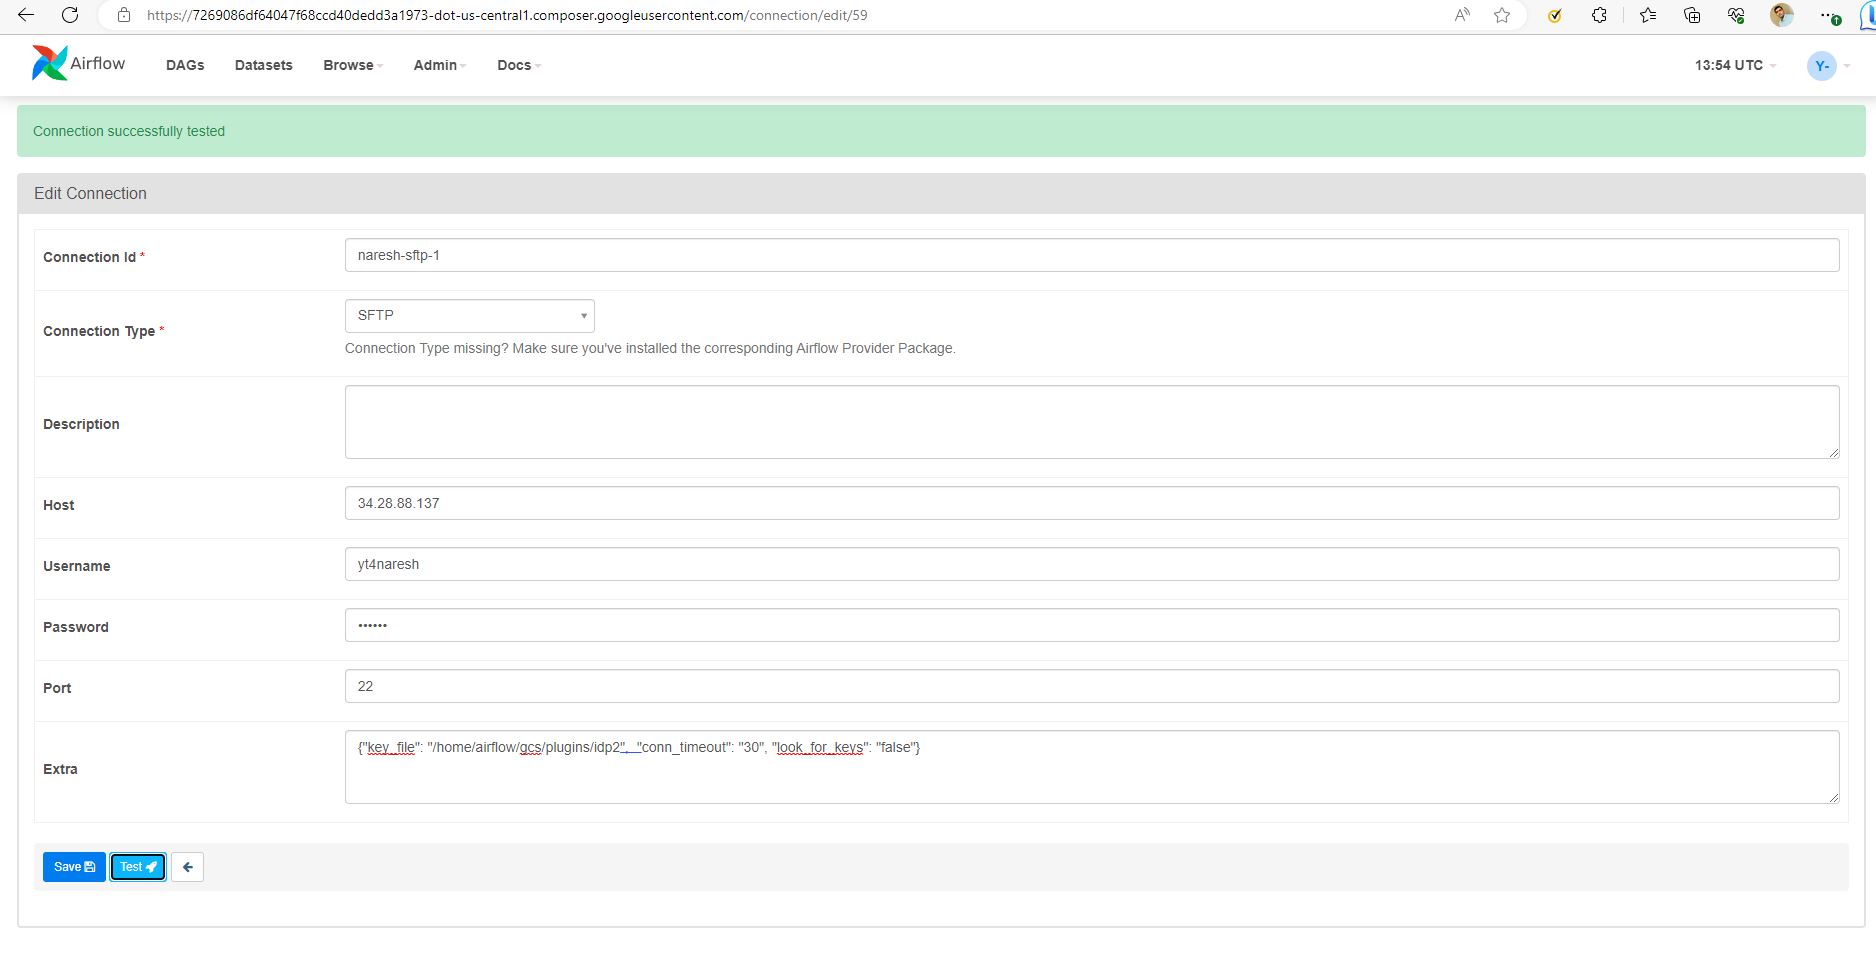 https://7269086df64047f68ccd40dedd3a1973-dot-us-central1.composer.googleusercontent.com/connection/edit/59
Airflow DAGs Datasets Browse Admin Docs 13:54 UTC Y-
Connection successfully tested
Edit Connection
Connection Id * naresh-sftp-1
Connection Type * SFTP
Connection Type missing? Make sure you've installed the corresponding Airflow Provider Package.
Description
Host 34.28.88.137
Username yt4naresh
Password ••••••
Port 22
Extra {"key_file": "/home/airflow/gcs/plugins/idp2", "conn_timeout": "30", "look_for_keys": "false"}
Save Test